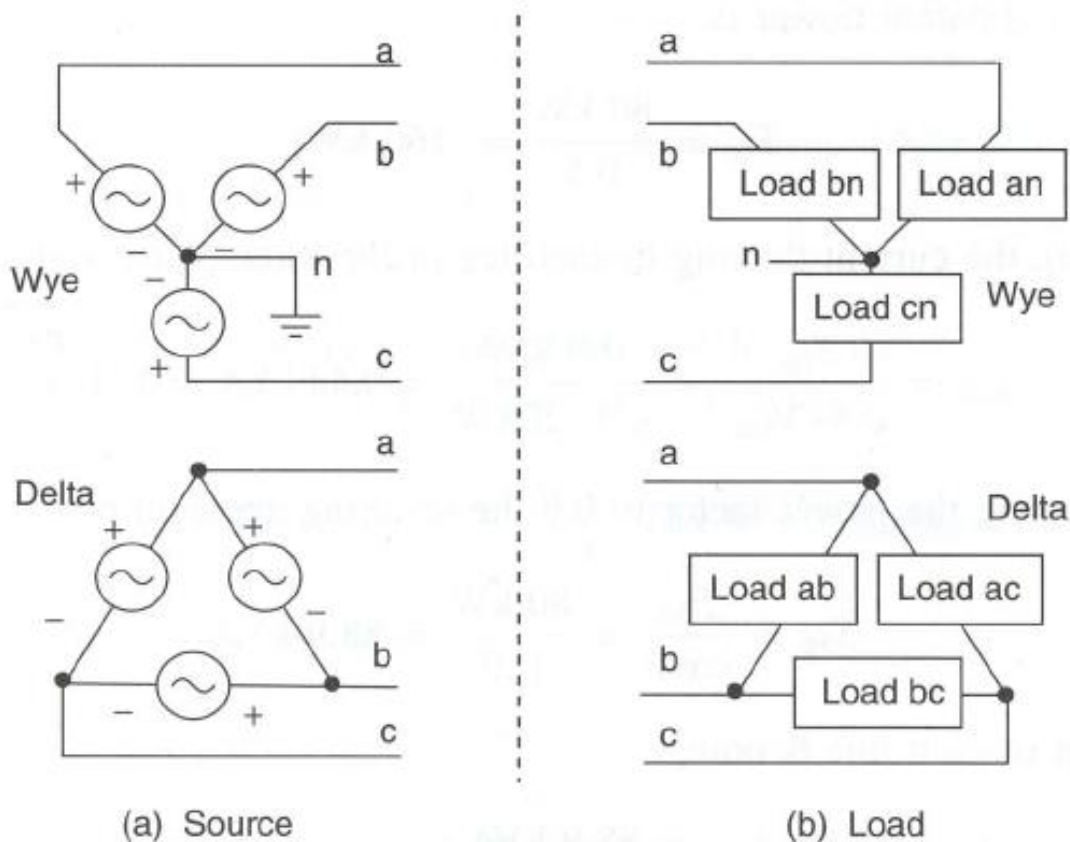 a
b
+
+
−
−
−
n
Wye
+
c
a
Delta
+
+
−
−
b
−
+
c
(a) Source
a
b
Load bn
Load an
n
Load cn
Wye
c
a
Delta
Load ab
Load ac
b
Load bc
c
(b) Load